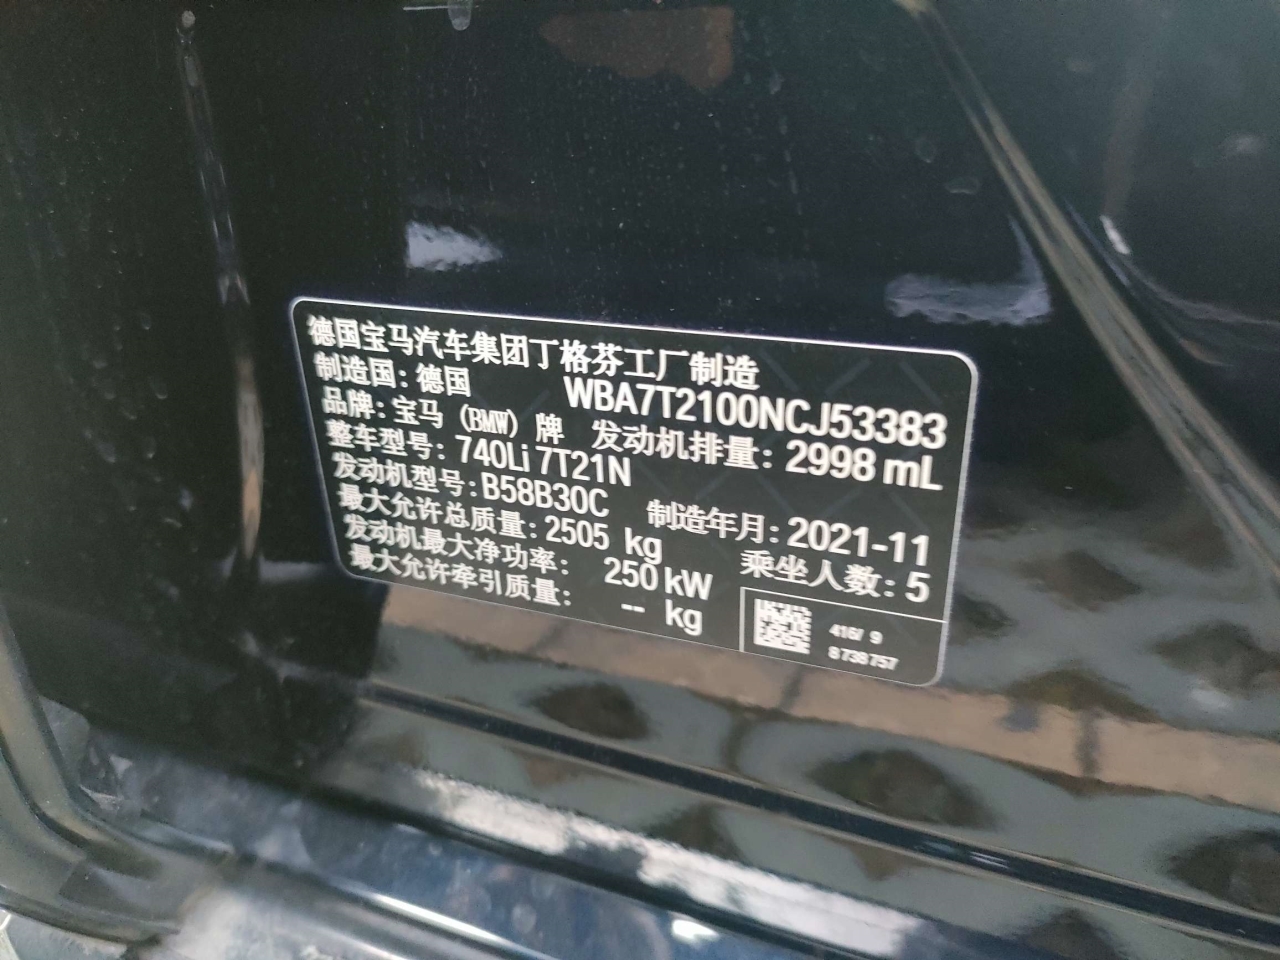 德国宝马汽车集团丁格芬工厂制造
制造国：德国 WBA7T2100NCJ53383
品牌：宝马（BMW）牌 发动机排量：2998 mL
整车型号：740Li 7T21N
发动机型号：B58B30C 制造年月：2021-11
最大允许总质量：2505 kg 乘坐人数：5
发动机最大净功率：250 kW
最大允许牵引质量：-- kg
416/ 9
8738757